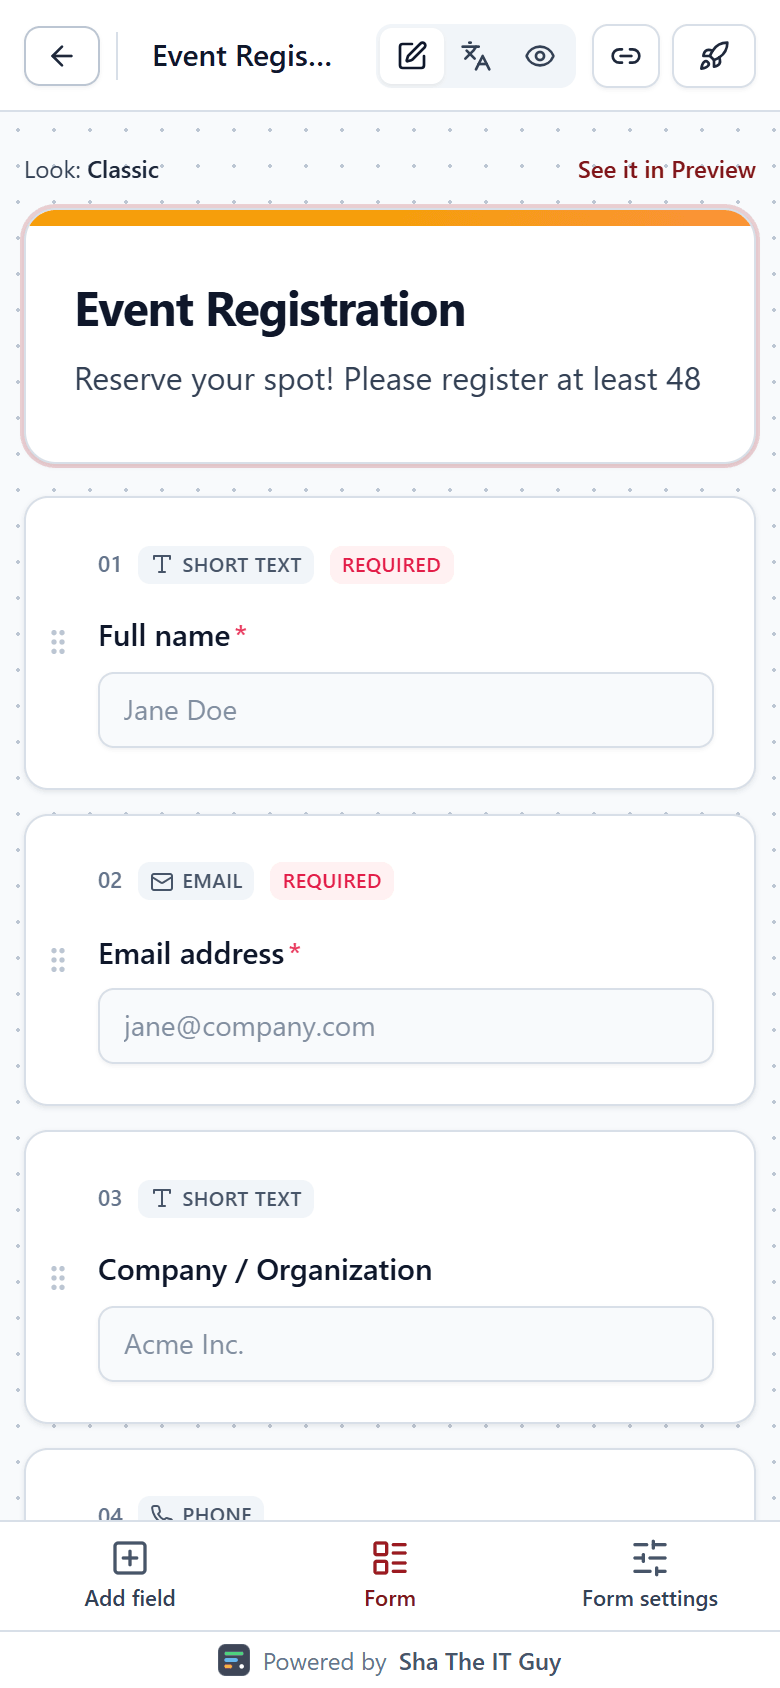 Event Regis...
Look: Classic
See it in Preview
Event Registration
Reserve your spot! Please register at least 48
01 SHORT TEXT REQUIRED
Full name*
Jane Doe
02 EMAIL REQUIRED
Email address*
jane@company.com
03 SHORT TEXT
Company / Organization
Acme Inc.
04 PHONE
Add field
Form
Form settings
Powered by Sha The IT Guy